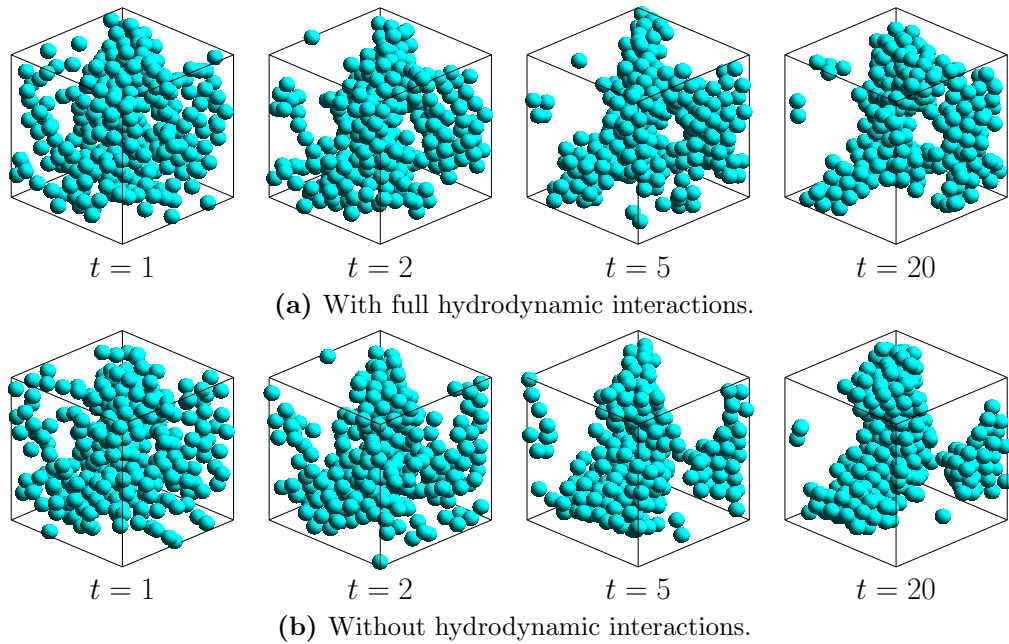 t = 1 t = 2 t = 5 t = 20
(a) With full hydrodynamic interactions.
t = 1 t = 2 t = 5 t = 20
(b) Without hydrodynamic interactions.